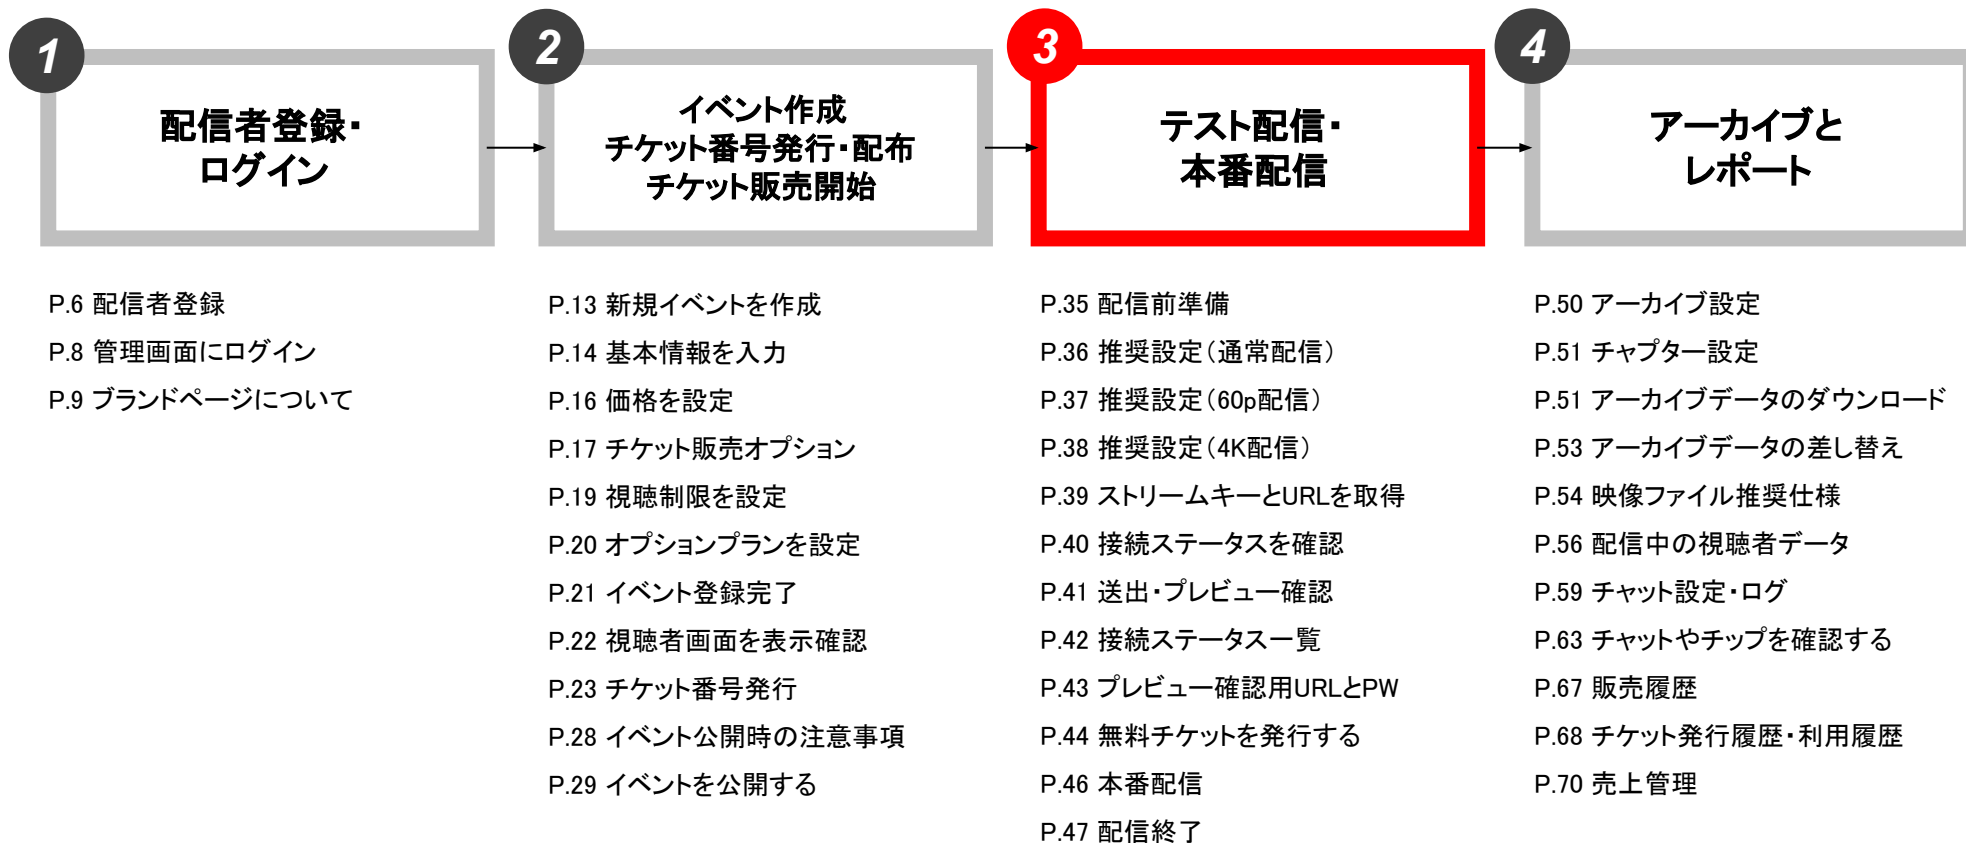 1
配信者登録・
ログイン
P.6 配信者登録
P.8 管理画面にログイン
P.9 ブランドページについて
2
イベント作成
チケット番号発行・配布
チケット販売開始
P.13 新規イベントを作成
P.14 基本情報を入力
P.16 価格を設定
P.17 チケット販売オプション
P.19 視聴制限を設定
P.20 オプションプランを設定
P.21 イベント登録完了
P.22 視聴者画面を表示確認
P.23 チケット番号発行
P.28 イベント公開時の注意事項
P.29 イベントを公開する
3
テスト配信・
本番配信
P.35 配信前準備
P.36 推奨設定（通常配信）
P.37 推奨設定（60p配信）
P.38 推奨設定（4K配信）
P.39 ストリームキーとURLを取得
P.40 接続ステータスを確認
P.41 送出・プレビュー確認
P.42 接続ステータス一覧
P.43 プレビュー確認用URLとPW
P.44 無料チケットを発行する
P.46 本番配信
P.47 配信終了
4
アーカイブと
レポート
P.50 アーカイブ設定
P.51 チャプター設定
P.51 アーカイブデータのダウンロード
P.53 アーカイブデータの差し替え
P.54 映像ファイル推奨仕様
P.56 配信中の視聴者データ
P.59 チャット設定・ログ
P.63 チャットやチップを確認する
P.67 販売履歴
P.68 チケット発行履歴・利用履歴
P.70 売上管理